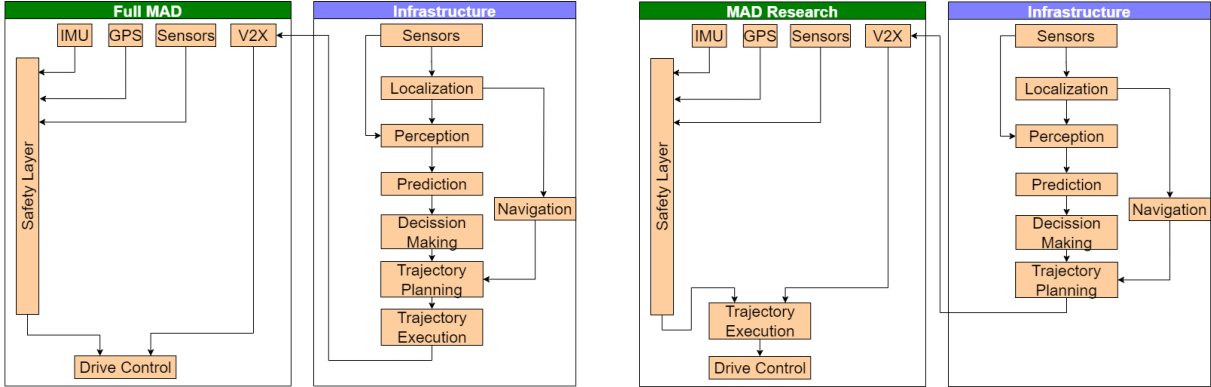 Full MAD
IMU
GPS
Sensors
V2X
Safety Layer
Drive Control
Infrastructure
Sensors
Localization
Perception
Prediction
Decission
Making
Navigation
Trajectory
Planning
Trajectory
Execution
MAD Research
IMU
GPS
Sensors
V2X
Safety Layer
Trajectory
Execution
Drive Control
Infrastructure
Sensors
Localization
Perception
Prediction
Decission
Making
Navigation
Trajectory
Planning